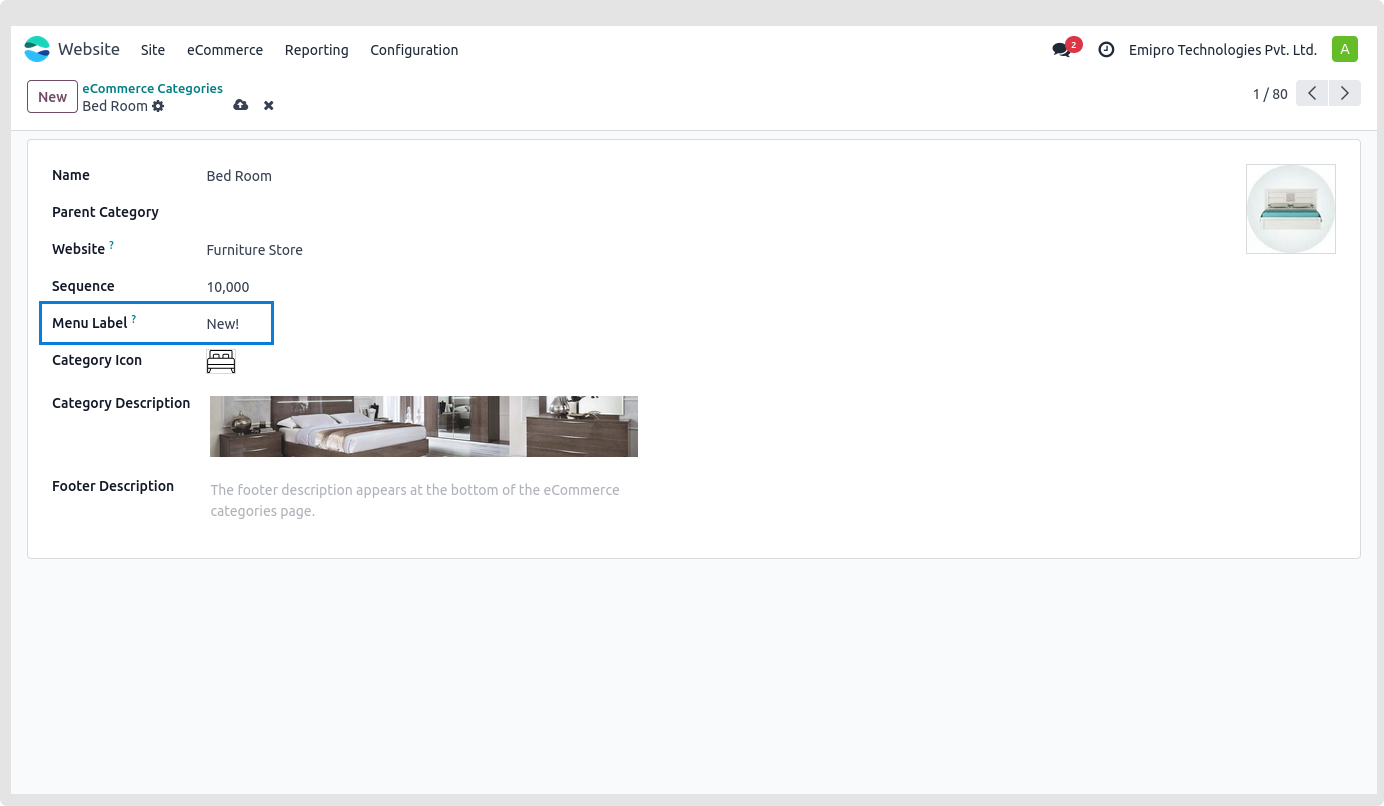 Website Site eCommerce Reporting Configuration 2 Emipro Technologies Pvt. Ltd. A
New eCommerce Categories
Bed Room
1 / 80
Name Bed Room
Parent Category
Website ? Furniture Store
Sequence 10,000
Menu Label ? New!
Category Icon
Category Description
Footer Description The footer description appears at the bottom of the eCommerce
categories page.